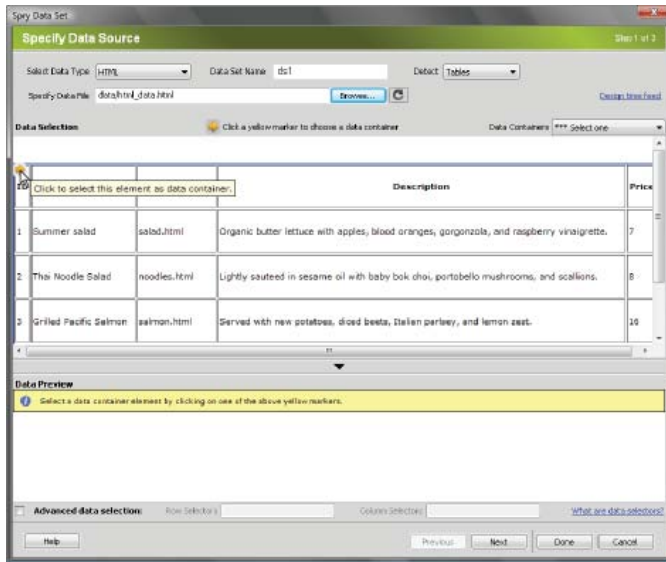 Spry Data Set
Specify Data Source
Step 1 of 3
Select Data Type HTML Data Set Name ds1 Detect Tables
Specify Data File data/html_data.html Browse... Design time feed
Data Selection Click a yellow marker to choose a data container Data Containers *** Select one
Click to select this element as data container. Description Price
1 Summer salad salad.html Organic butter lettuce with apples, blood oranges, gorgonzola, and raspberry vinaigrette. 7
2 Thai Noodle Salad noodles.html Lightly sauteed in sesame oil with baby bok choi, portobello mushrooms, and scallions. 8
3 Grilled Pacific Salmon salmon.html Served with new potatoes, diced beets, Italian parlsey, and lemon zest. 16
Data Preview
Select a data container element by clicking on one of the above yellow markers.
Advanced data selection: Row Selectors Column Selectors What are data selectors?
Help Previous Next Done Cancel